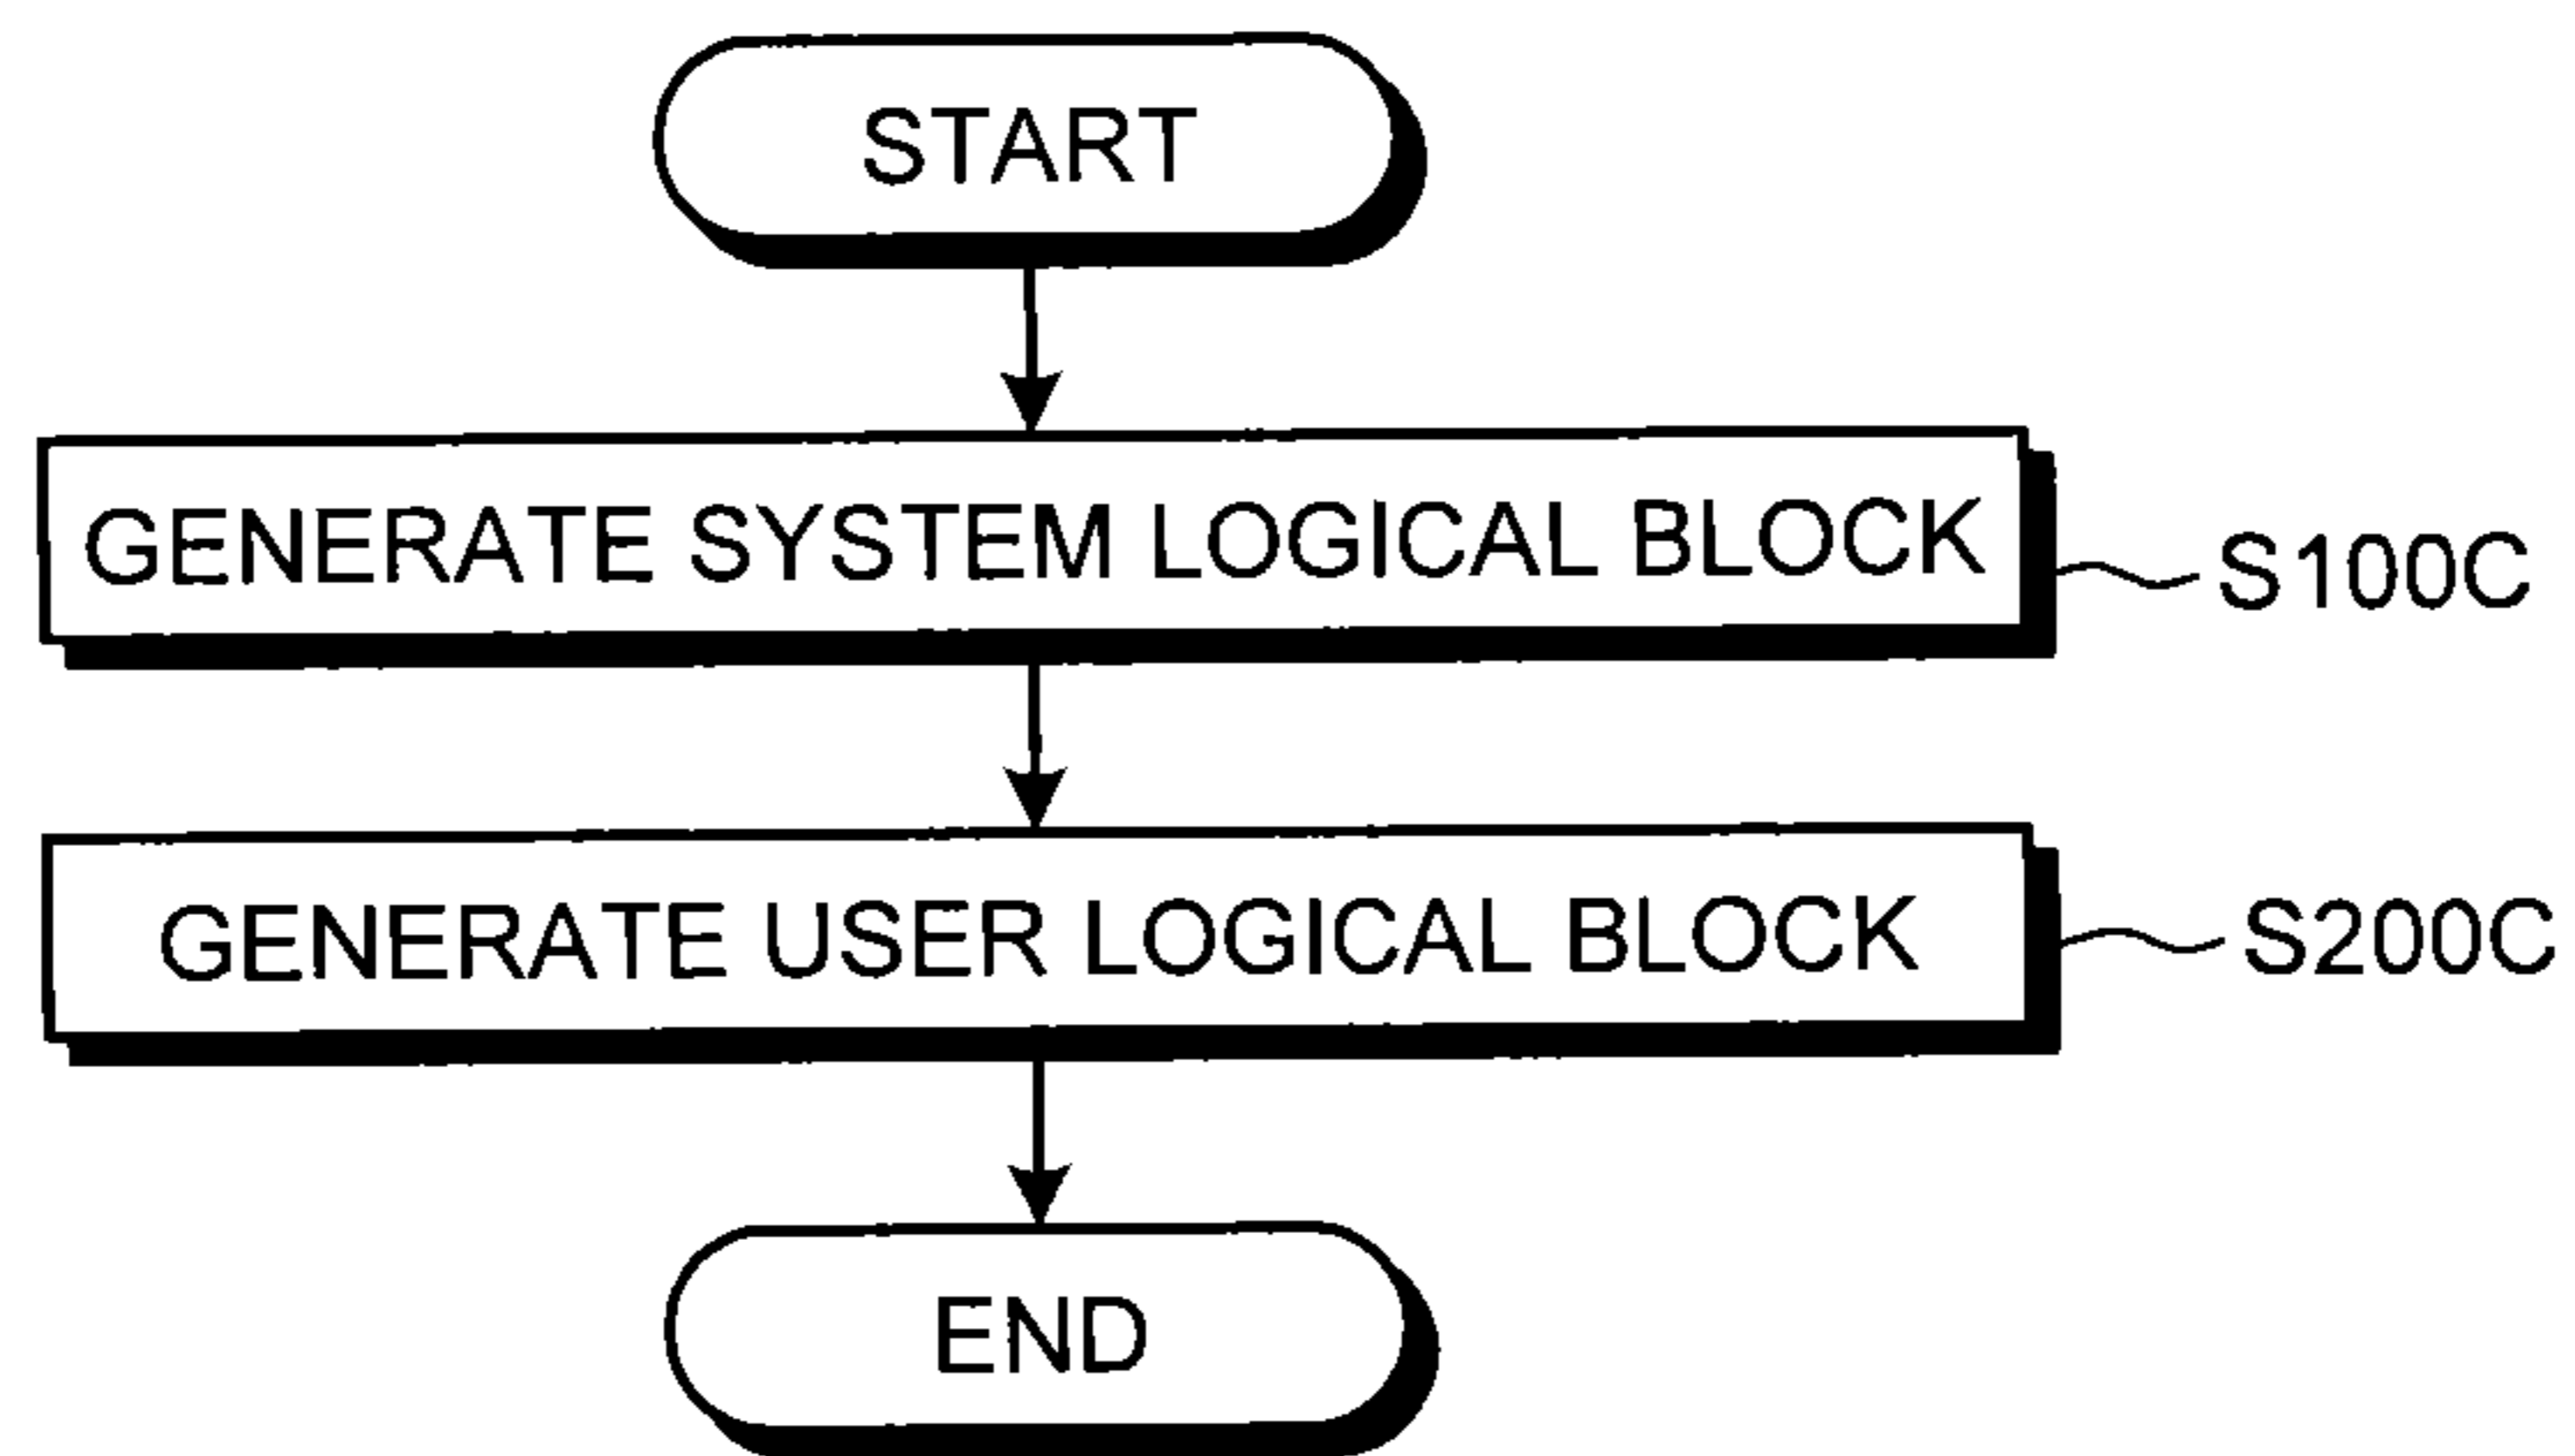 START
GENERATE SYSTEM LOGICAL BLOCK
S100C
GENERATE USER LOGICAL BLOCK
S200C
END